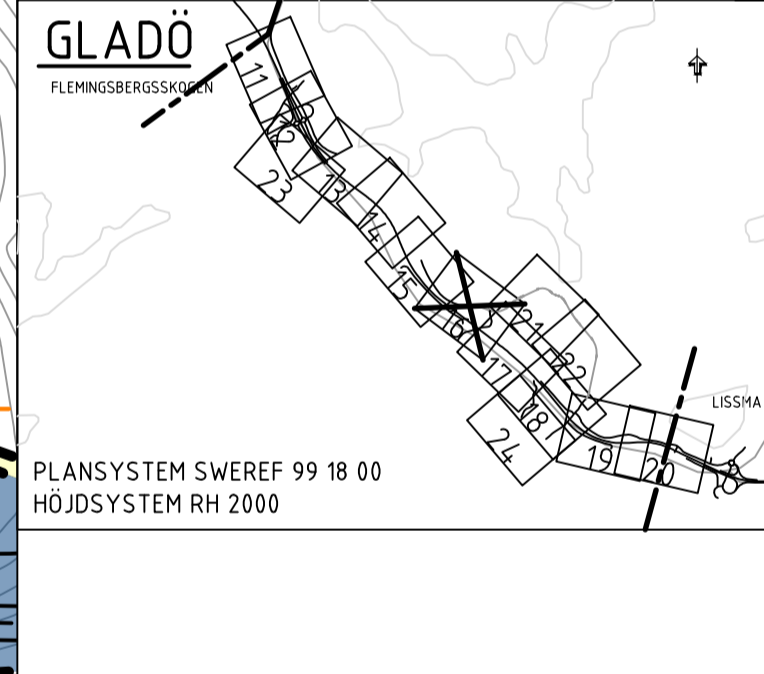 GLADÖ
FLEMINGSBERGSSKOGEN
11
12
23
13
14
15
16
21
17
22
18
24
19
20
LISSMA
PLANSYSTEM SWEREF 99 18 00
HÖJDSYSTEM RH 2000